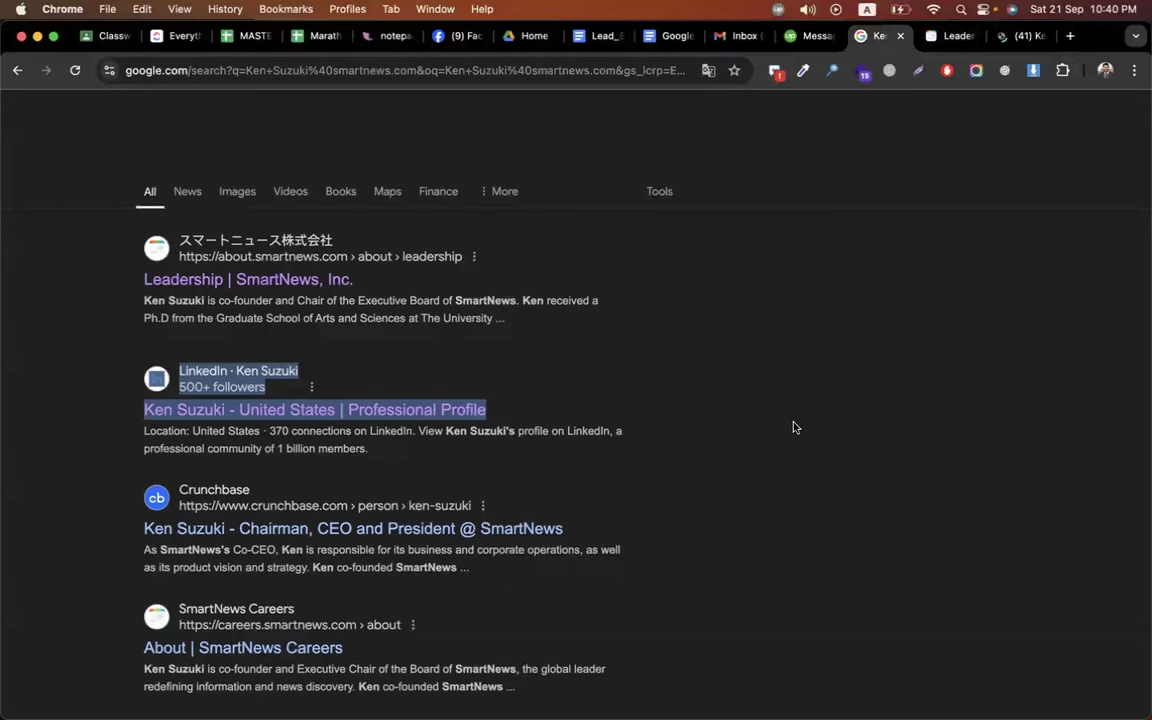 Chrome File Edit View History Bookmarks Profiles Tab Window Help A Sat 21 Sep 10:40 PM
Classw Everyt MASTE Marath notepa (9) Fac Home Lead_S Google Inbox ( Messa Ke Leader (41) Ke
google.com/search?q=Ken+Suzuki%40smartnews.com&oq=Ken+Suzuki%40smartnews.com&gs_lcrp=E... 1 15
All News Images Videos Books Maps Finance More Tools
スマートニュース株式会社
https://about.smartnews.com › about › leadership
Leadership | SmartNews, Inc.
Ken Suzuki is co-founder and Chair of the Executive Board of SmartNews. Ken received a
Ph.D from the Graduate School of Arts and Sciences at The University ...
LinkedIn · Ken Suzuki
500+ followers
Ken Suzuki - United States | Professional Profile
Location: United States · 370 connections on LinkedIn. View Ken Suzuki's profile on LinkedIn, a
professional community of 1 billion members.
cb Crunchbase
https://www.crunchbase.com › person › ken-suzuki
Ken Suzuki - Chairman, CEO and President @ SmartNews
As SmartNews's Co-CEO, Ken is responsible for its business and corporate operations, as well
as its product vision and strategy. Ken co-founded SmartNews ...
SmartNews Careers
https://careers.smartnews.com › about
About | SmartNews Careers
Ken Suzuki is co-founder and Executive Chair of the Board of SmartNews, the global leader
redefining information and news discovery. Ken co-founded SmartNews ...